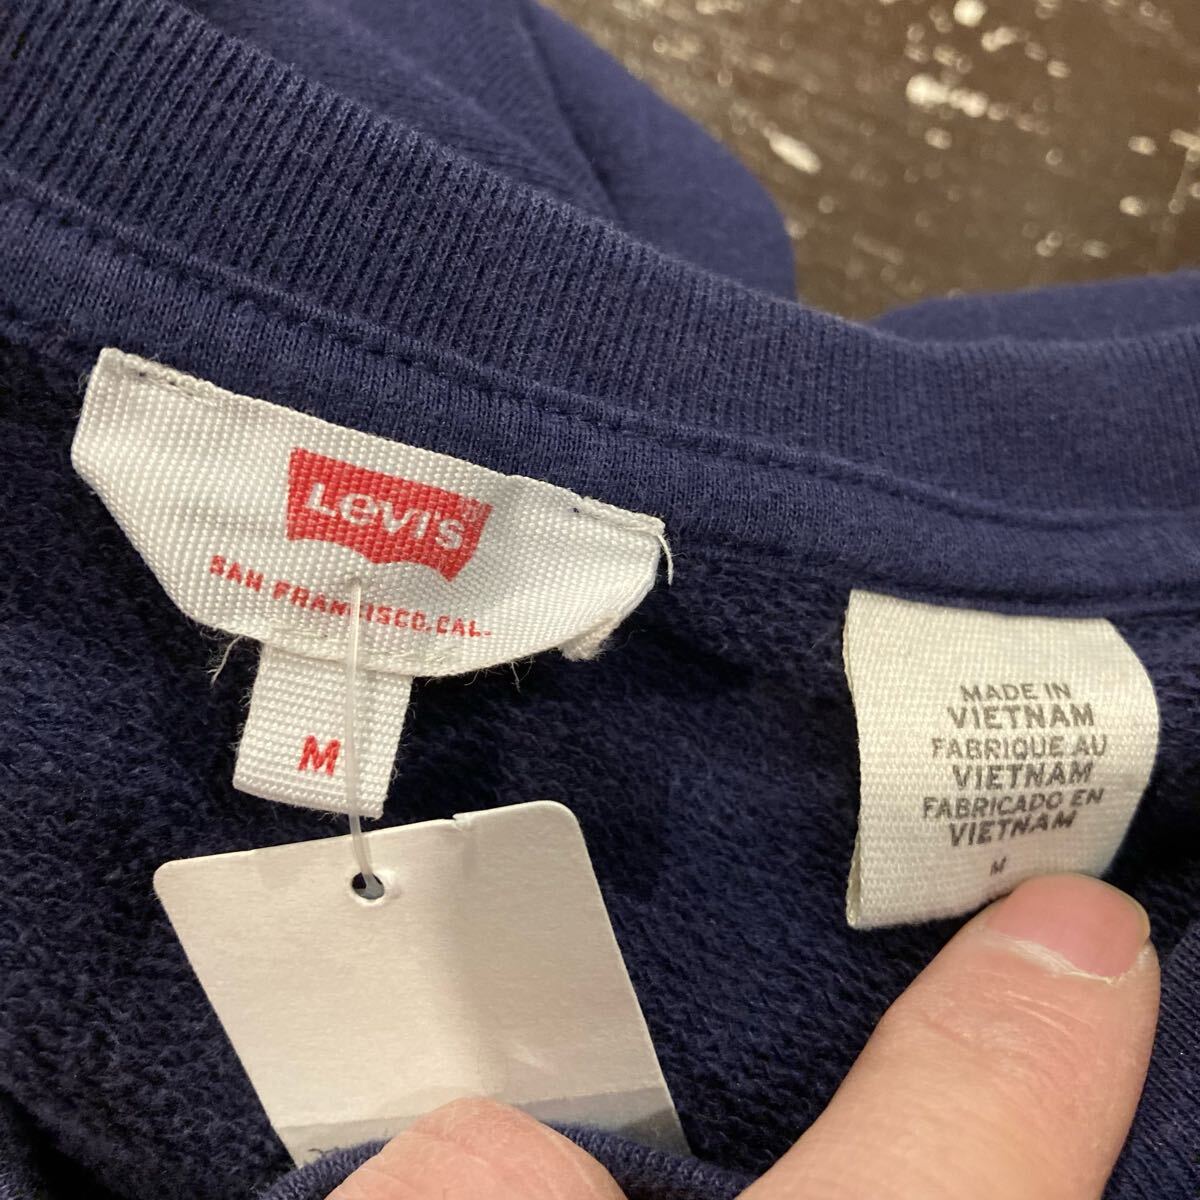 Levi's
SAN FRANCISCO, CAL.
M
MADE IN
VIETNAM
FABRIQUE AU
VIETNAM
FABRICADO EN
VIETNAM
M